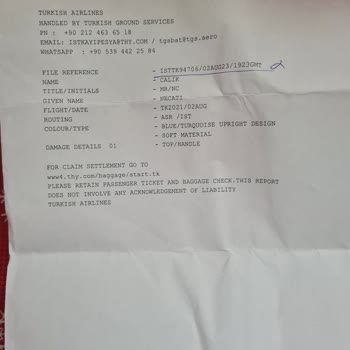 TURKISH AIRLINES
HANDLED BY TURKISH GROUND SERVICES
PN : +90 212 463 65 18
EMAIL: ISTKAYIPESYATHY.COM / tgsbat@tgs.aero
WHATSAPP : +90 539 442 25 84
FILE REFERENCE - ISTTK94706/02AUG23/1923GMT
NAME - CALIK
TITLE/INITIALS - MR/NC
GIVEN NAME - NECATI
FLIGHT/DATE - TK2021/02AUG
ROUTING - ASR /IST
COLOUR/TYPE - BLUE/TURQUOISE UPRIGHT DESIGN
- SOFT MATERIAL
DAMAGE DETAILS 01 - TOP/HANDLE
FOR CLAIM SETTLEMENT GO TO
www4.thy.com/baggage/start.tk
PLEASE RETAIN PASSENGER TICKET AND BAGGAGE CHECK.THIS REPORT
DOES NOT INVOLVE ANY ACKNOWLEDGEMENT OF LIABILITY
TURKISH AIRLINES